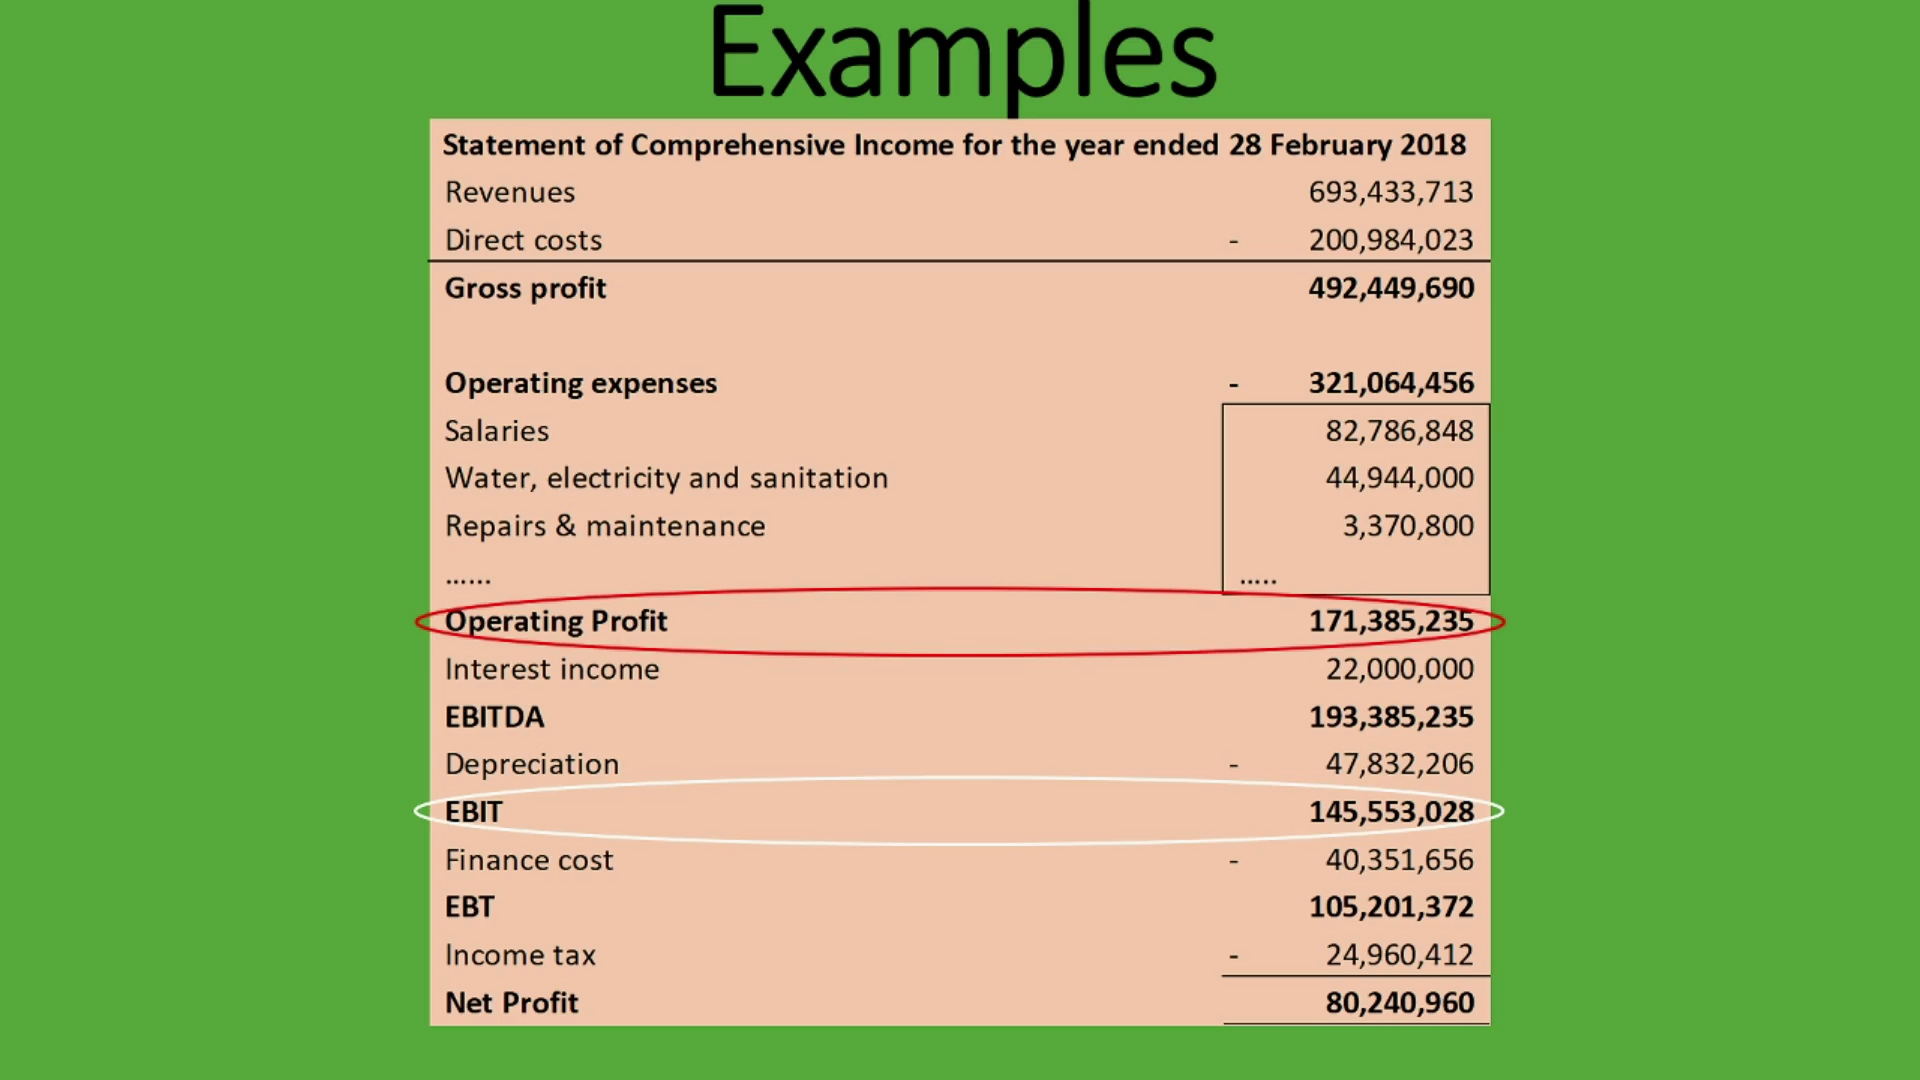 Examples
Statement of Comprehensive Income for the year ended 28 February 2018
Revenues 693,433,713
Direct costs - 200,984,023
Gross profit 492,449,690
Operating expenses - 321,064,456
Salaries 82,786,848
Water, electricity and sanitation 44,944,000
Repairs & maintenance 3,370,800
...... .....
Operating Profit 171,385,235
Interest income 22,000,000
EBITDA 193,385,235
Depreciation - 47,832,206
EBIT 145,553,028
Finance cost - 40,351,656
EBT 105,201,372
Income tax - 24,960,412
Net Profit 80,240,960